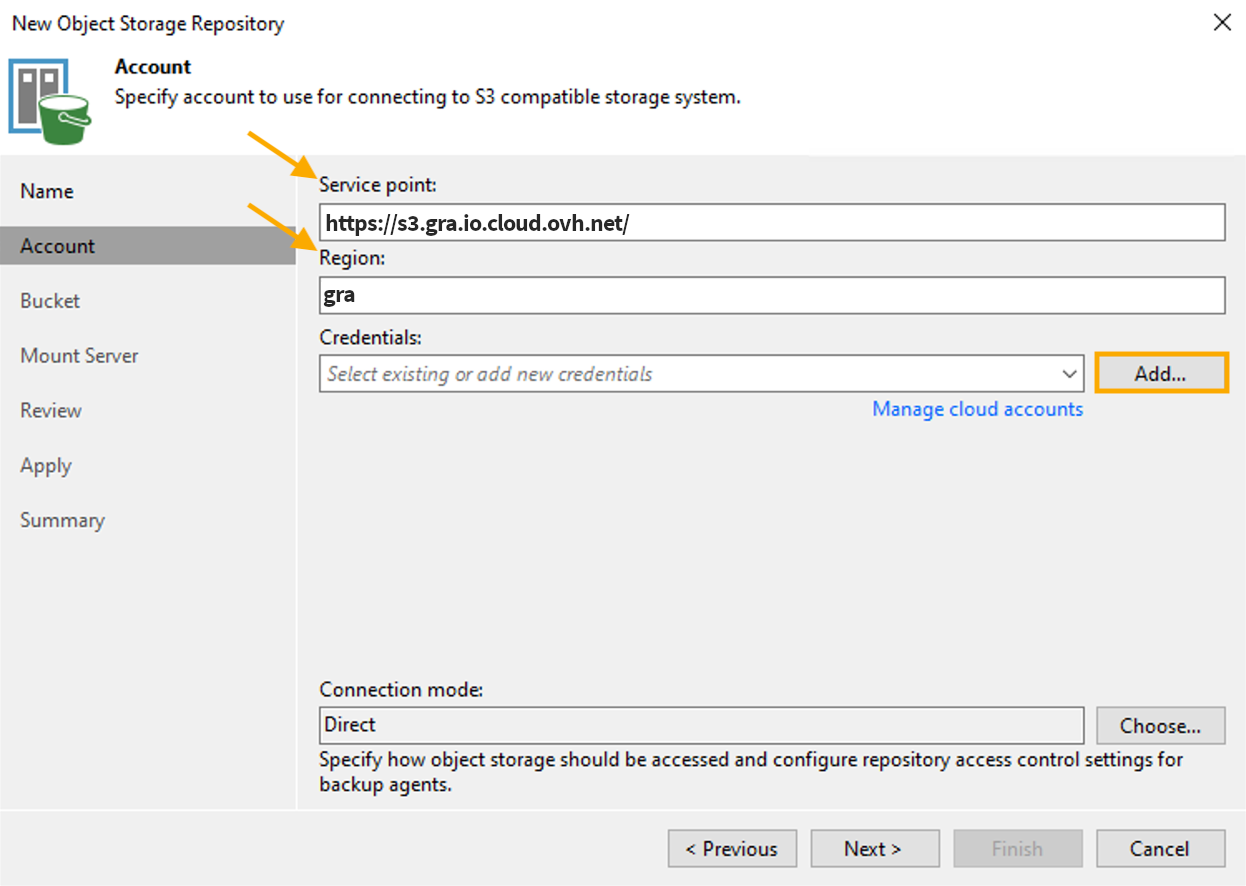 New Object Storage Repository
Account
Specify account to use for connecting to S3 compatible storage system.
Name
Account
Bucket
Mount Server
Review
Apply
Summary
Service point:
https://s3.gra.io.cloud.ovh.net/
Region:
gra
Credentials:
Select existing or add new credentials
Add...
Manage cloud accounts
Connection mode:
Direct
Choose...
Specify how object storage should be accessed and configure repository access control settings for
backup agents.
< Previous
Next >
Finish
Cancel